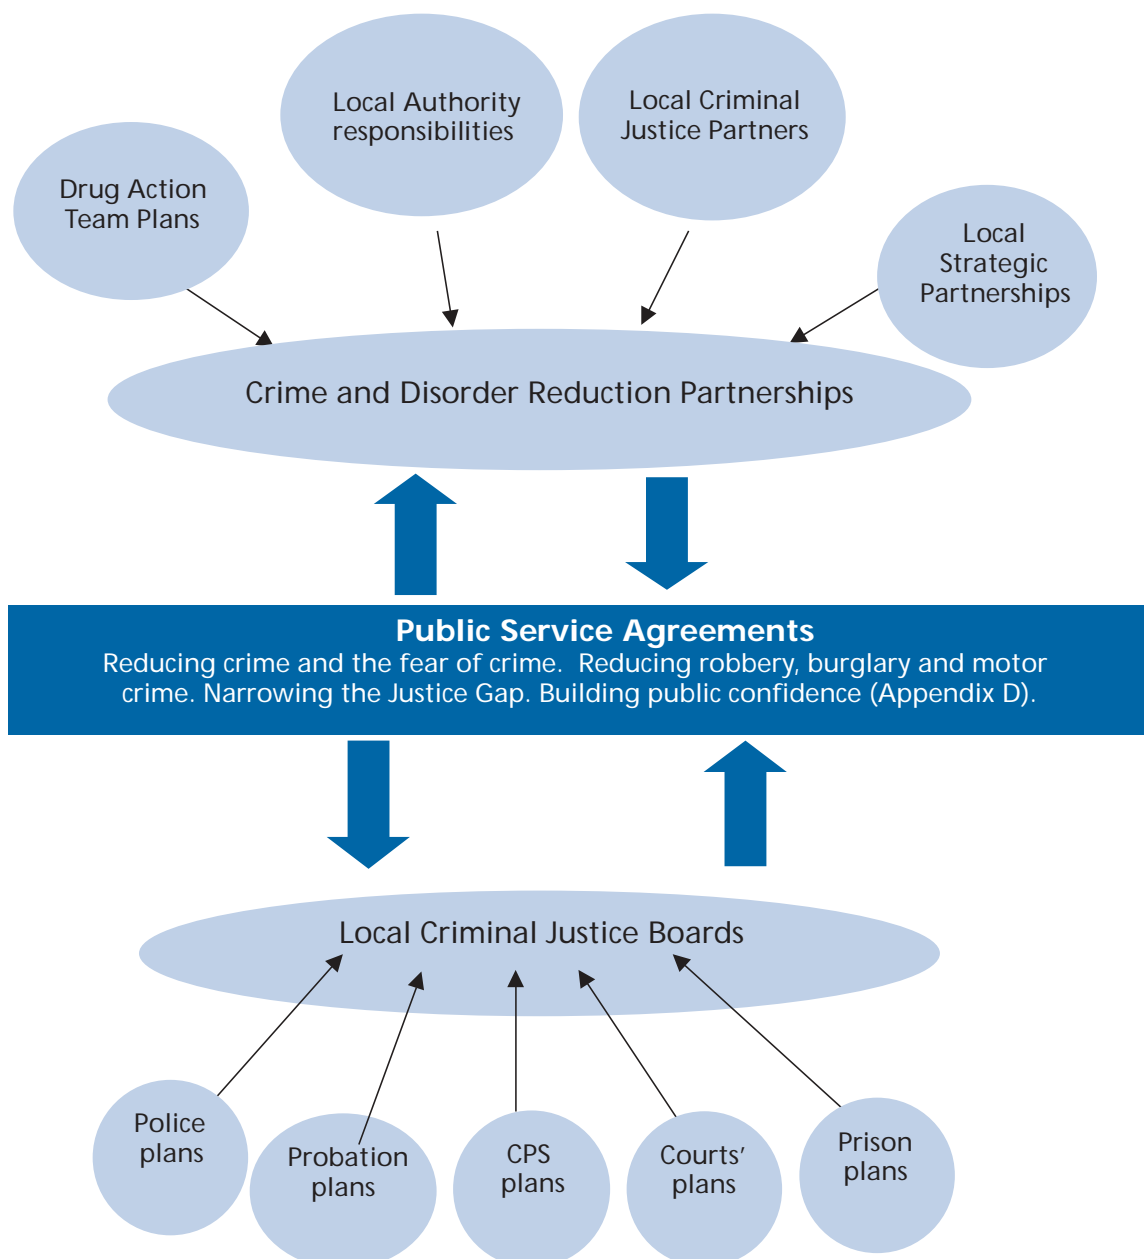 Local Authority
responsibilities
Local Criminal
Justice Partners
Drug Action
Team Plans
Local
Strategic
Partnerships
Crime and Disorder Reduction Partnerships
Public Service Agreements
Reducing crime and the fear of crime.  Reducing robbery, burglary and motor
crime. Narrowing the Justice Gap. Building public confidence (Appendix D).
Local Criminal Justice Boards
Police
plans
Probation
plans
CPS
plans
Courts’
plans
Prison
plans